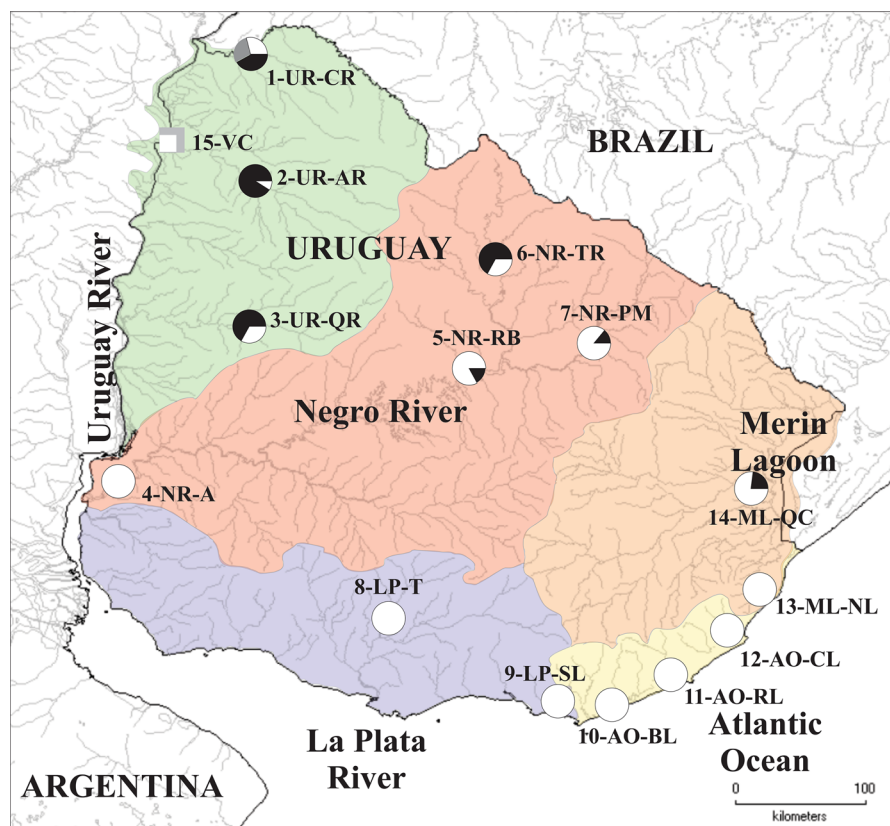 1-UR-CR
BRAZIL
15-VC
2-UR-AR
URUGUAY
6-NR-TR
Uruguay River
3-UR-QR
7-NR-PM
5-NR-RB
Negro River
Merin
Lagoon
4-NR-A
14-ML-QC
8-LP-T
13-ML-NL
12-AO-CL
9-LP-SL
11-AO-RL
10-AO-BL
La Plata
River
Atlantic
Ocean
ARGENTINA
0 100
kilometers